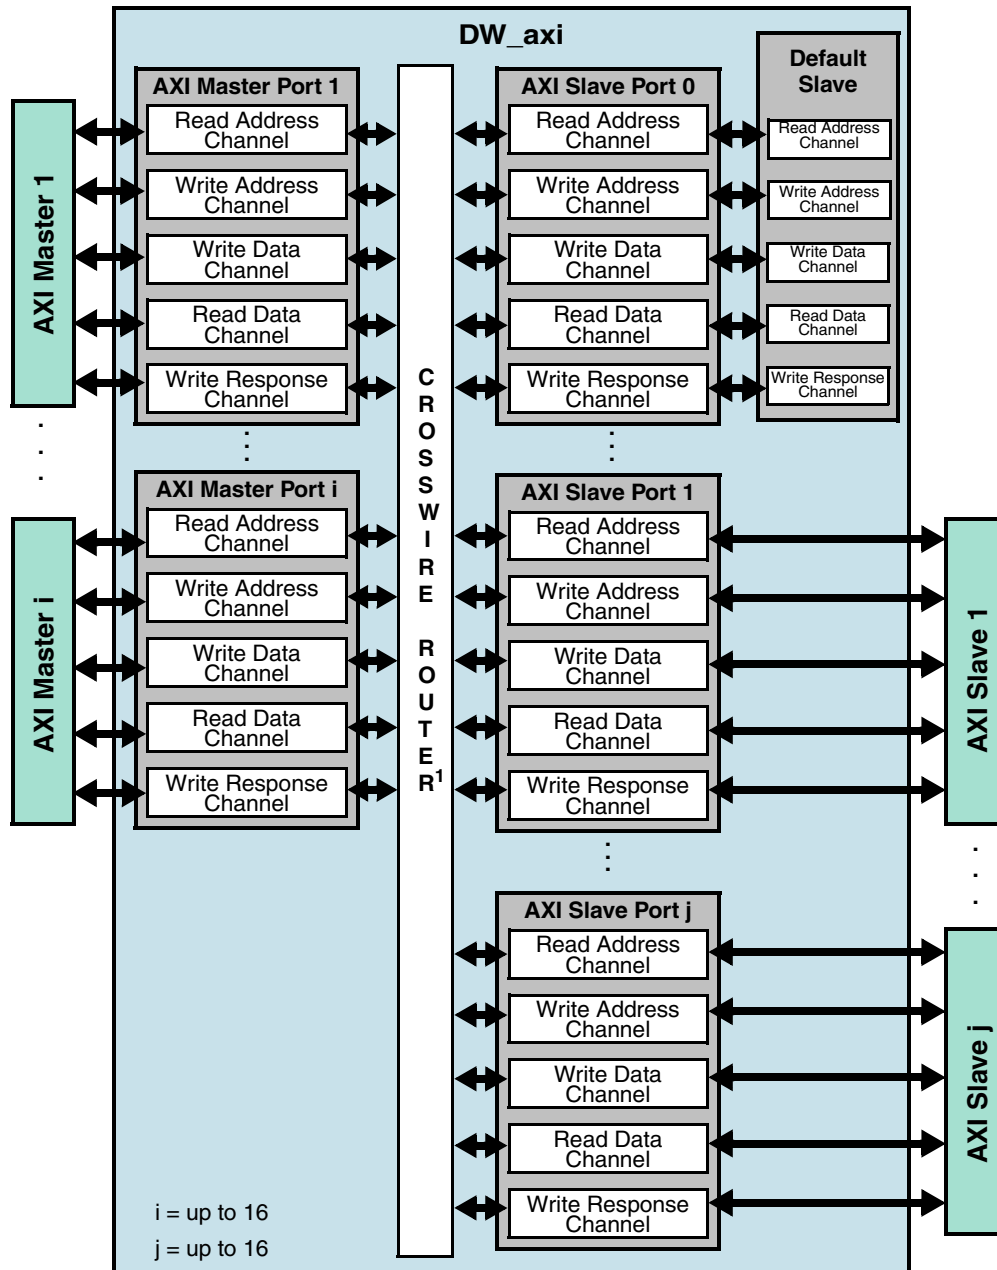 DW_axi
AXI Master 1
AXI Master Port 1
Read Address
Channel
Write Address
Channel
Write Data
Channel
Read Data
Channel
Write Response
Channel
AXI Master i
AXI Master Port i
Read Address
Channel
Write Address
Channel
Write Data
Channel
Read Data
Channel
Write Response
Channel
CROSSWIRE ROUTER¹
AXI Slave Port 0
Read Address
Channel
Write Address
Channel
Write Data
Channel
Read Data
Channel
Write Response
Channel
Default
Slave
Read Address
Channel
Write Address
Channel
Write Data
Channel
Read Data
Channel
Write Response
Channel
AXI Slave Port 1
Read Address
Channel
Write Address
Channel
Write Data
Channel
Read Data
Channel
Write Response
Channel
AXI Slave 1
AXI Slave Port j
Read Address
Channel
Write Address
Channel
Write Data
Channel
Read Data
Channel
Write Response
Channel
AXI Slave j
i = up to 16
j = up to 16